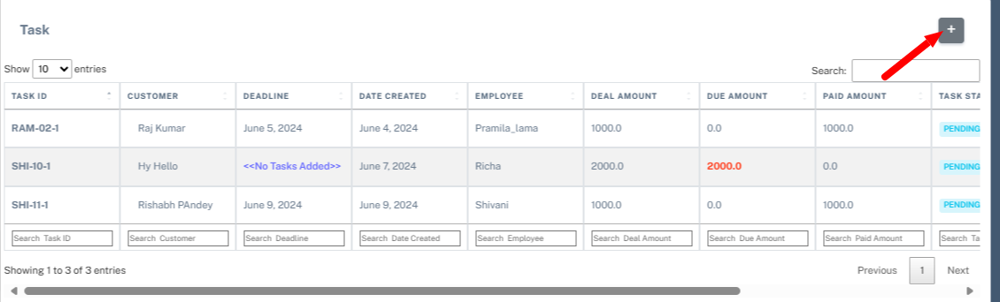 Task
+
Show 10 entries
Search:
TASK ID CUSTOMER DEADLINE DATE CREATED EMPLOYEE DEAL AMOUNT DUE AMOUNT PAID AMOUNT TASK STA
RAM-02-1 Raj Kumar June 5, 2024 June 4, 2024 Pramila_lama 1000.0 0.0 1000.0 PENDING
SHI-10-1 Hy Hello <<No Tasks Added>> June 7, 2024 Richa 2000.0 2000.0 0.0 PENDING
SHI-11-1 Rishabh PAndey June 9, 2024 June 9, 2024 Shivani 1000.0 0.0 1000.0 PENDING
Search Task ID Search Customer Search Deadline Search Date Created Search Employee Search Deal Amount Search Due Amount Search Paid Amount Search Ta
Showing 1 to 3 of 3 entries
Previous 1 Next